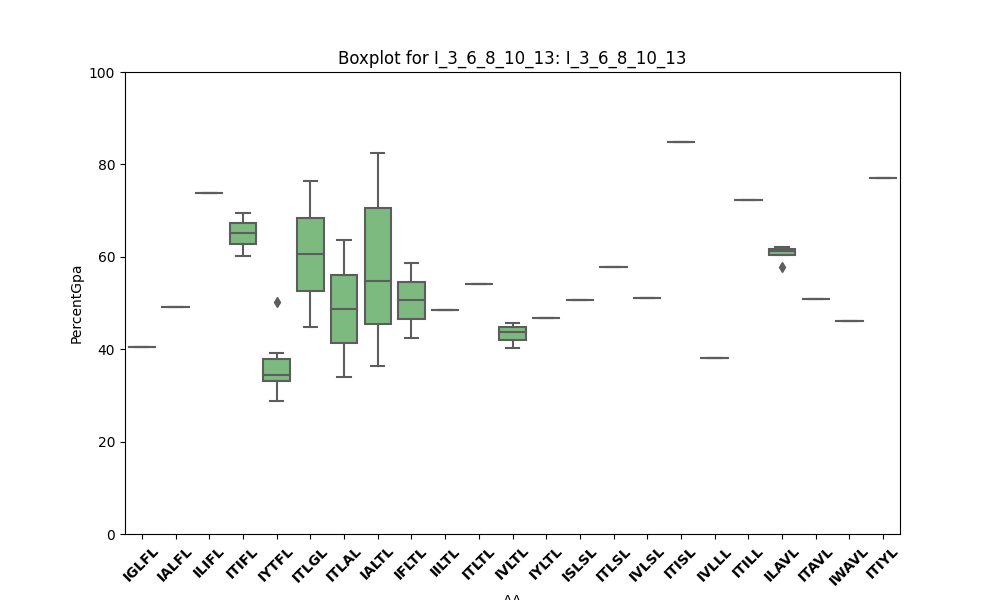 Boxplot for I_3_6_8_10_13: I_3_6_8_10_13
100
80
60
40
20
0
PercentGpa
IGLFL
IALFL
ILIFL
ITIFL
IYTFL
ITLGL
ITLAL
IALTL
IFLTL
IILTL
ITLTL
IVLTL
IYLTL
ISLSL
ITLSL
IVLSL
ITISL
IVLLL
ITILL
ILAVL
ITAVL
IWAVL
ITIYL
AA